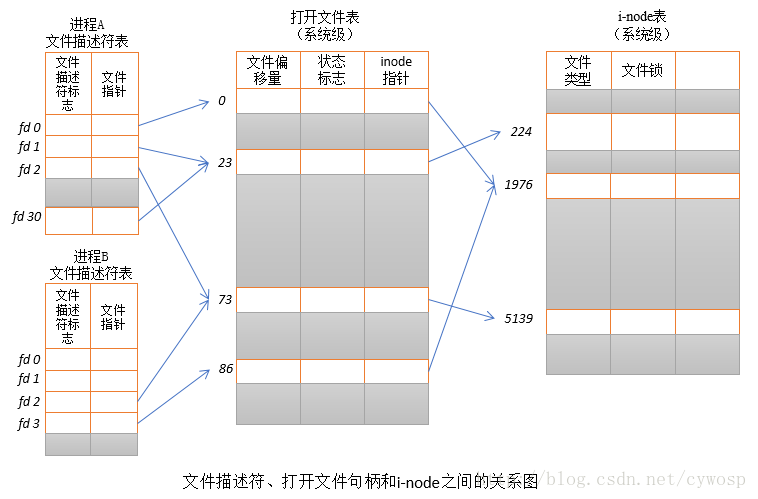 进程A
文件描述符表
文件
描述
符标
志
文件
指针
fd 0
fd 1
fd 2
fd 30
进程B
文件描述符表
文件
描述
符标
志
文件
指针
fd 0
fd 1
fd 2
fd 3
打开文件表
（系统级）
文件偏
移量
状态
标志
inode
指针
0
23
73
86
i-node表
（系统级）
文件
类型
文件锁
224
1976
5139
文件描述符、打开文件句柄和i-node之间的关系图
http://blog.csdn.net/cywosp